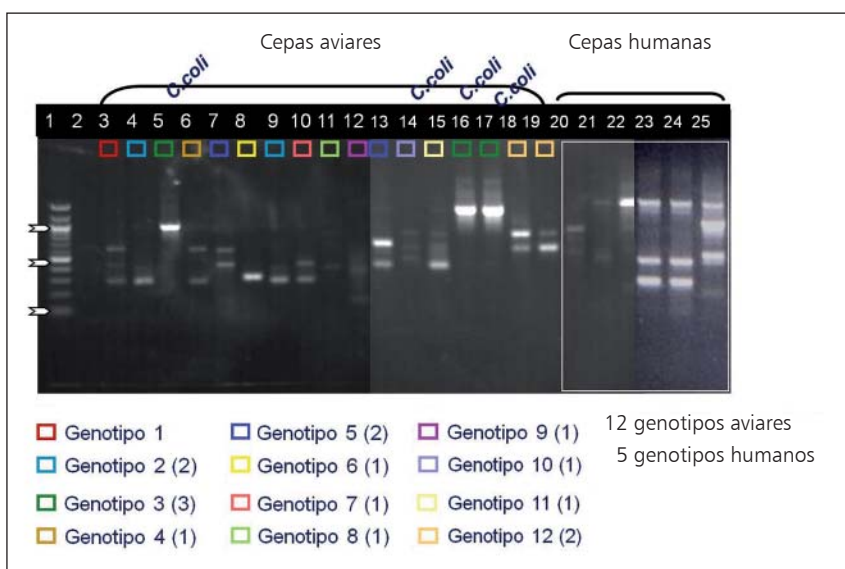 Cepas aviares Cepas humanas
C.coli C.coli C.coli C.coli
1 2 3 4 5 6 7 8 9 10 11 12 13 14 15 16 17 18 19 20 21 22 23 24 25
Genotipo 1 Genotipo 5 (2) Genotipo 9 (1) 12 genotipos aviares
Genotipo 2 (2) Genotipo 6 (1) Genotipo 10 (1) 5 genotipos humanos
Genotipo 3 (3) Genotipo 7 (1) Genotipo 11 (1)
Genotipo 4 (1) Genotipo 8 (1) Genotipo 12 (2)